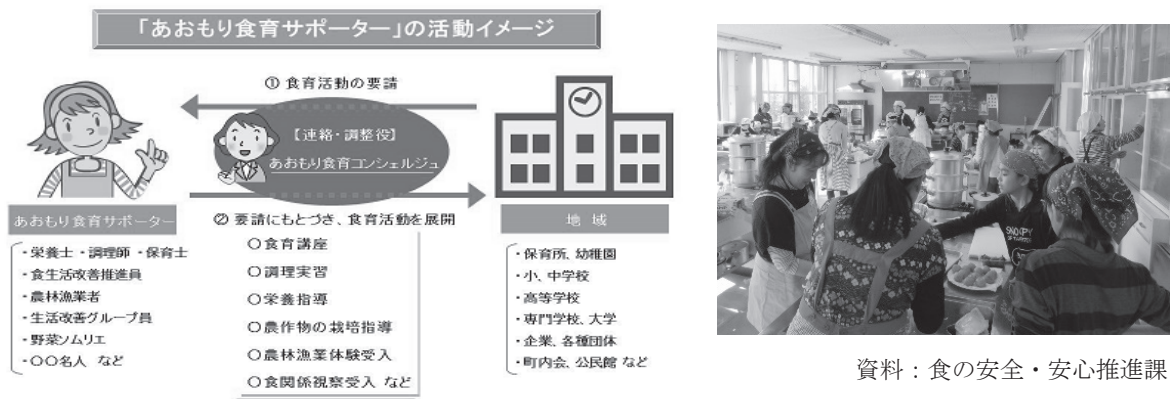 「あおもり食育サポーター」の活動イメージ
① 食育活動の要請
【連絡・調整役】
あおもり食育コンシェルジュ
あおもり食育サポーター
・栄養士・調理師・保育士
・食生活改善推進員
・農林漁業者
・生活改善グループ員
・野菜ソムリエ
・〇〇名人 など
② 要請にもとづき、食育活動を展開
〇食育講座
〇調理実習
〇栄養指導
〇農作物の栽培指導
〇農林漁業体験受入
〇食関係視察受入 など
地 域
・保育所、幼稚園
・小、中学校
・高等学校
・専門学校、大学
・企業、各種団体
・町内会、公民館 など
SNOOPY
資料：食の安全・安心推進課